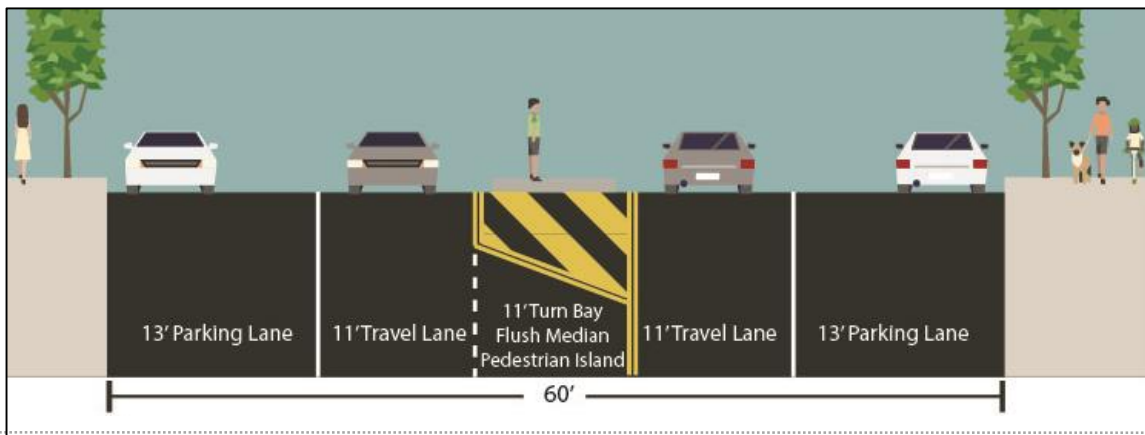 13' Parking Lane
11' Travel Lane
11' Turn Bay
Flush Median
Pedestrian Island
11' Travel Lane
13' Parking Lane
60'